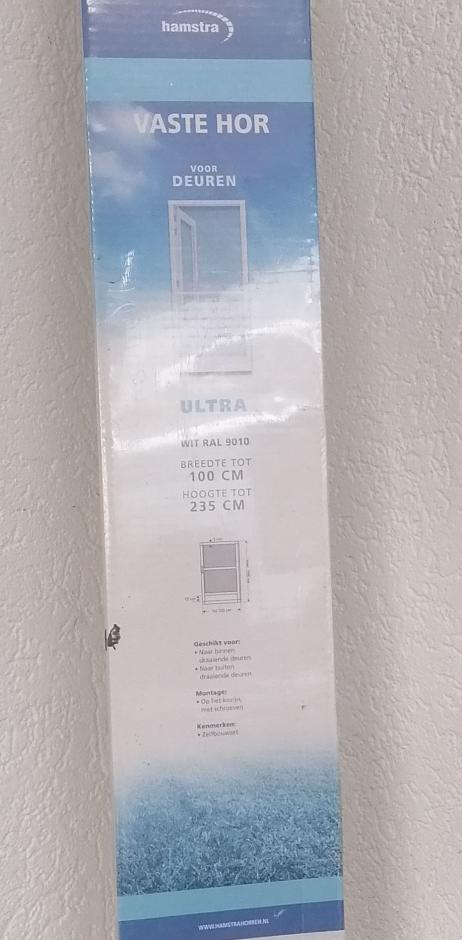 hamstra
VASTE HOR
VOOR
DEUREN
ULTRA
WIT RAL 9010
BREEDTE TOT
100 CM
HOOGTE TOT
235 CM
Geschikt voor:
• Naar binnen
draaiende deuren
• Naar buiten
draaiende deuren
Montage:
• Op het kozijn,
met schroeven
Kenmerken:
• Zelfbouwset
WWW.HAMSTRAHORREN.NL